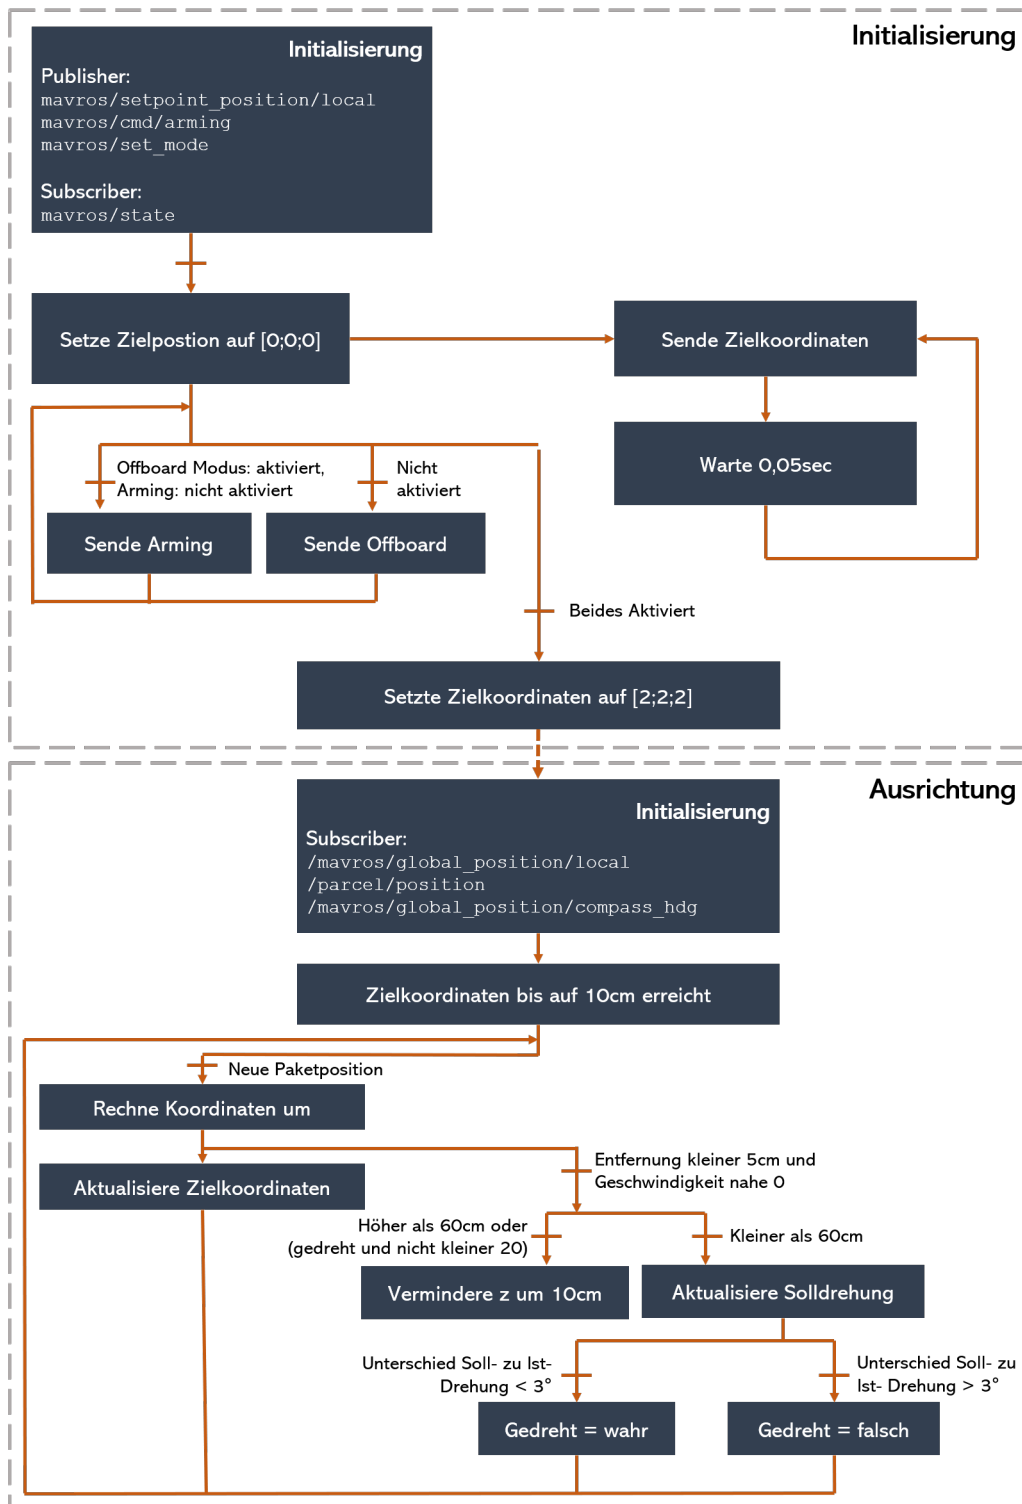 Initialisierung
Initialisierung
Publisher:
mavros/setpoint_position/local
mavros/cmd/arming
mavros/set_mode
Subscriber:
mavros/state
Setze Zielpostion auf [0;0;0]
Sende Zielkoordinaten
Warte 0,05sec
Offboard Modus: aktiviert,
Arming: nicht aktiviert
Nicht
aktiviert
Sende Arming
Sende Offboard
Beides Aktiviert
Setzte Zielkoordinaten auf [2;2;2]
Ausrichtung
Initialisierung
Subscriber:
/mavros/global_position/local
/parcel/position
/mavros/global_position/compass_hdg
Zielkoordinaten bis auf 10cm erreicht
Neue Paketposition
Rechne Koordinaten um
Aktualisiere Zielkoordinaten
Entfernung kleiner 5cm und
Geschwindigkeit nahe 0
Höher als 60cm oder
(gedreht und nicht kleiner 20)
Kleiner als 60cm
Vermindere z um 10cm
Aktualisiere Solldrehung
Unterschied Soll- zu Ist-
Drehung < 3°
Unterschied Soll- zu
Ist- Drehung > 3°
Gedreht = wahr
Gedreht = falsch